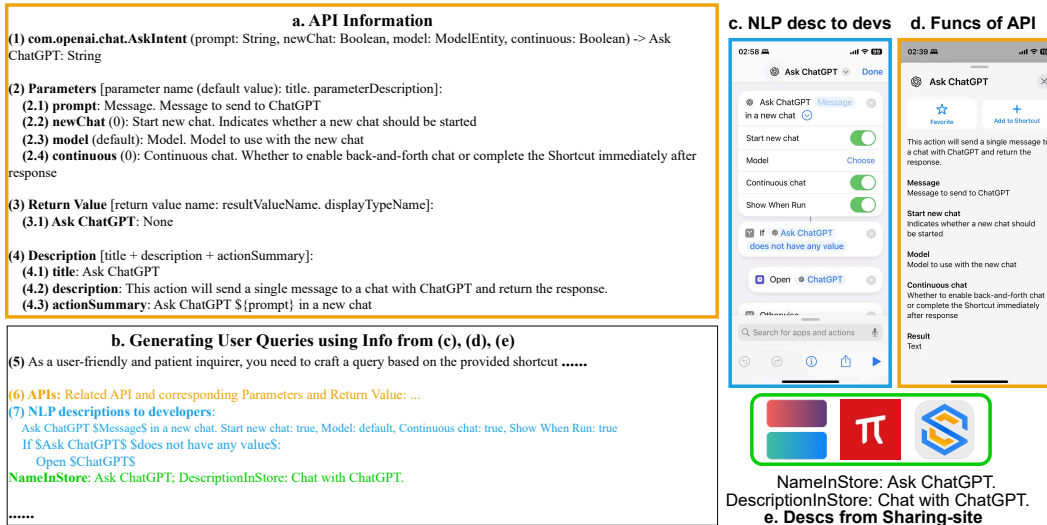 a. API Information
(1) com.openai.chat.AskIntent (prompt: String, newChat: Boolean, model: ModelEntity, continuous: Boolean) -> Ask
ChatGPT: String
(2) Parameters [parameter name (default value): title. parameterDescription]:
(2.1) prompt: Message. Message to send to ChatGPT
(2.2) newChat (0): Start new chat. Indicates whether a new chat should be started
(2.3) model (default): Model. Model to use with the new chat
(2.4) continuous (0): Continuous chat. Whether to enable back-and-forth chat or complete the Shortcut immediately after
response
(3) Return Value [return value name: resultValueName. displayTypeName]:
(3.1) Ask ChatGPT: None
(4) Description [title + description + actionSummary]:
(4.1) title: Ask ChatGPT
(4.2) description: This action will send a single message to a chat with ChatGPT and return the response.
(4.3) actionSummary: Ask ChatGPT ${prompt} in a new chat
b. Generating User Queries using Info from (c), (d), (e)
(5) As a user-friendly and patient inquirer, you need to craft a query based on the provided shortcut ......
(6) APIs: Related API and corresponding Parameters and Return Value: ...
(7) NLP descriptions to developers:
Ask ChatGPT $Message$ in a new chat. Start new chat: true, Model: default, Continuous chat: true, Show When Run: true
If $Ask ChatGPT$ $does not have any value$:
Open $ChatGPT$
NameInStore: Ask ChatGPT; DescriptionInStore: Chat with ChatGPT.
......
c. NLP desc to devs
02:58
Ask ChatGPT Done
Ask ChatGPT Message
in a new chat
Start new chat
Model Choose
Continuous chat
Show When Run
If Ask ChatGPT
does not have any value
Open ChatGPT
Otherwise
Search for apps and actions
d. Funcs of API
02:39
Ask ChatGPT
Favorite Add to Shortcut
This action will send a single message to
a chat with ChatGPT and return the
response.
Message
Message to send to ChatGPT
Start new chat
Indicates whether a new chat should
be started
Model
Model to use with the new chat
Continuous chat
Whether to enable back-and-forth chat
or complete the Shortcut immediately
after response
Result
Text
π
NameInStore: Ask ChatGPT.
DescriptionInStore: Chat with ChatGPT.
e. Descs from Sharing-site